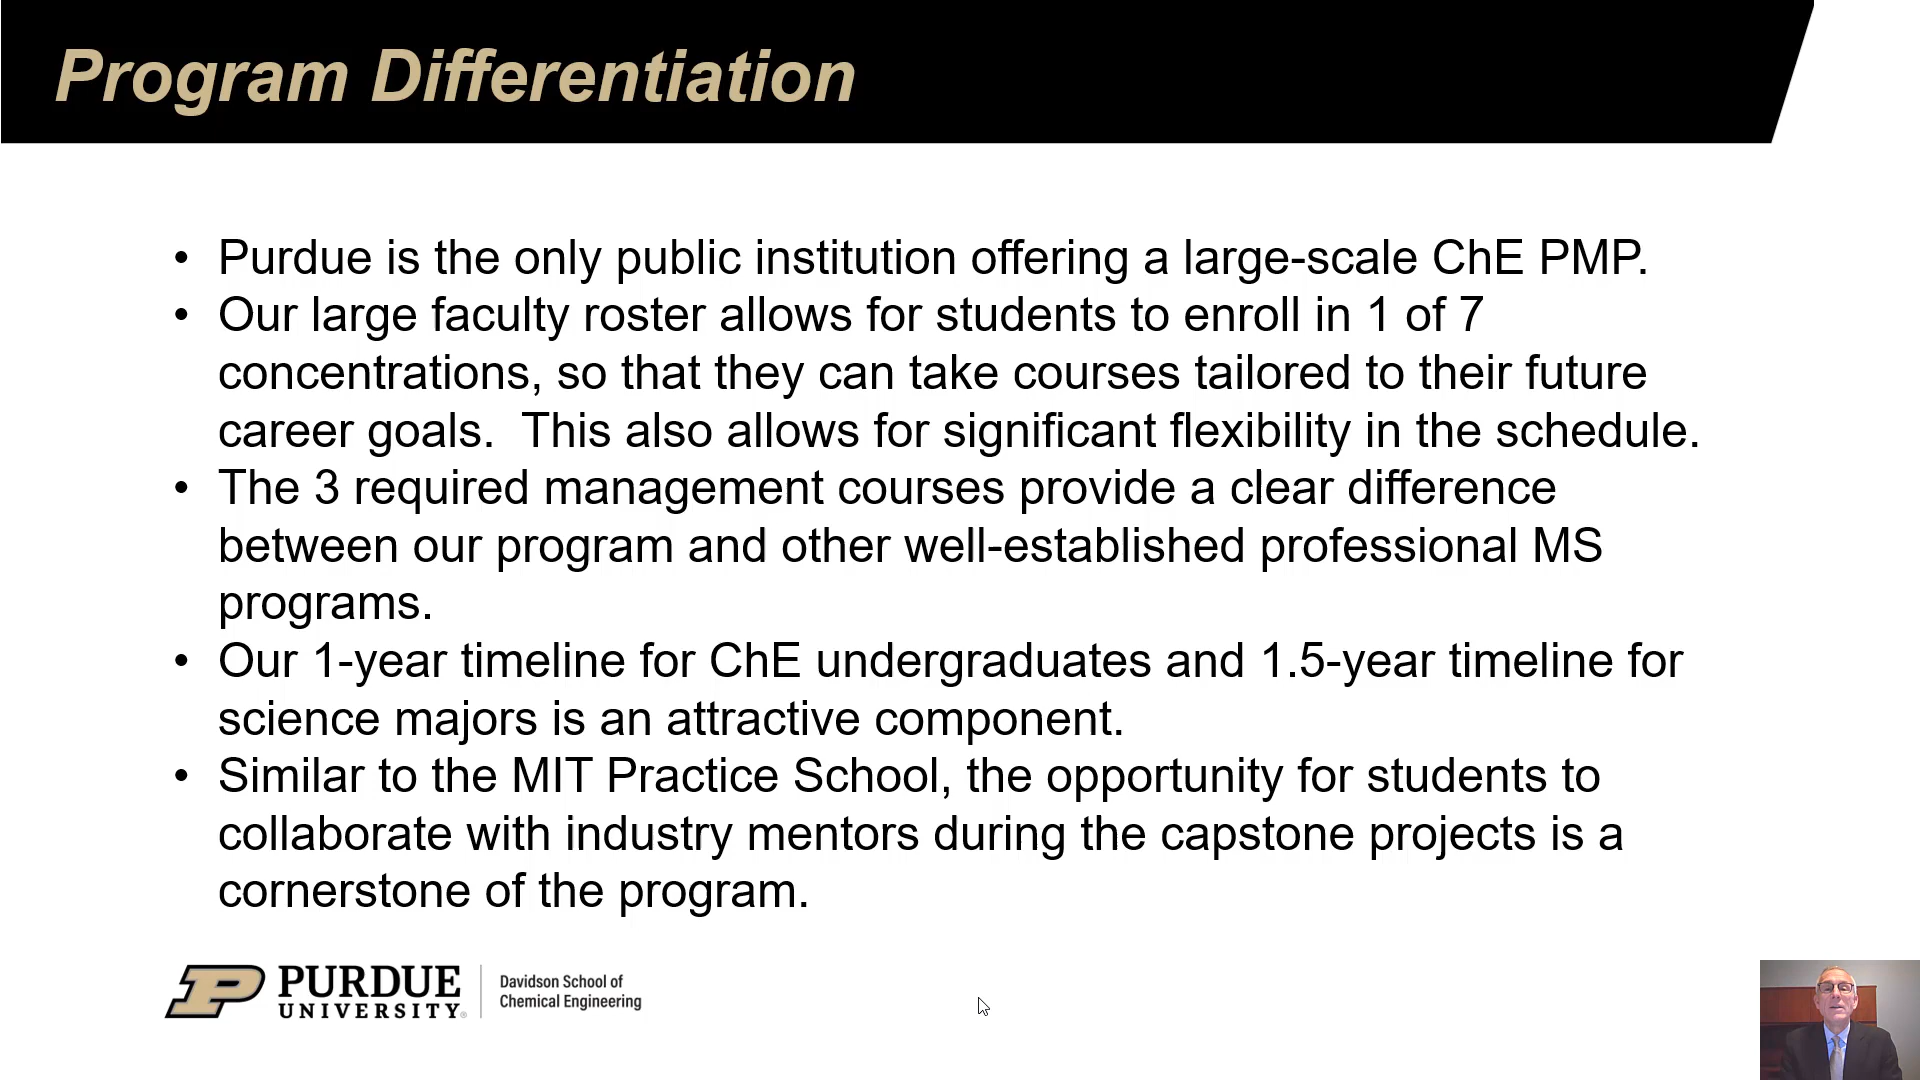 Program Differentiation
• Purdue is the only public institution offering a large-scale ChE PMP.
• Our large faculty roster allows for students to enroll in 1 of 7
concentrations, so that they can take courses tailored to their future
career goals.  This also allows for significant flexibility in the schedule.
• The 3 required management courses provide a clear difference
between our program and other well-established professional MS
programs.
• Our 1-year timeline for ChE undergraduates and 1.5-year timeline for
science majors is an attractive component.
• Similar to the MIT Practice School, the opportunity for students to
collaborate with industry mentors during the capstone projects is a
cornerstone of the program.
P PURDUE
UNIVERSITY®
Davidson School of
Chemical Engineering